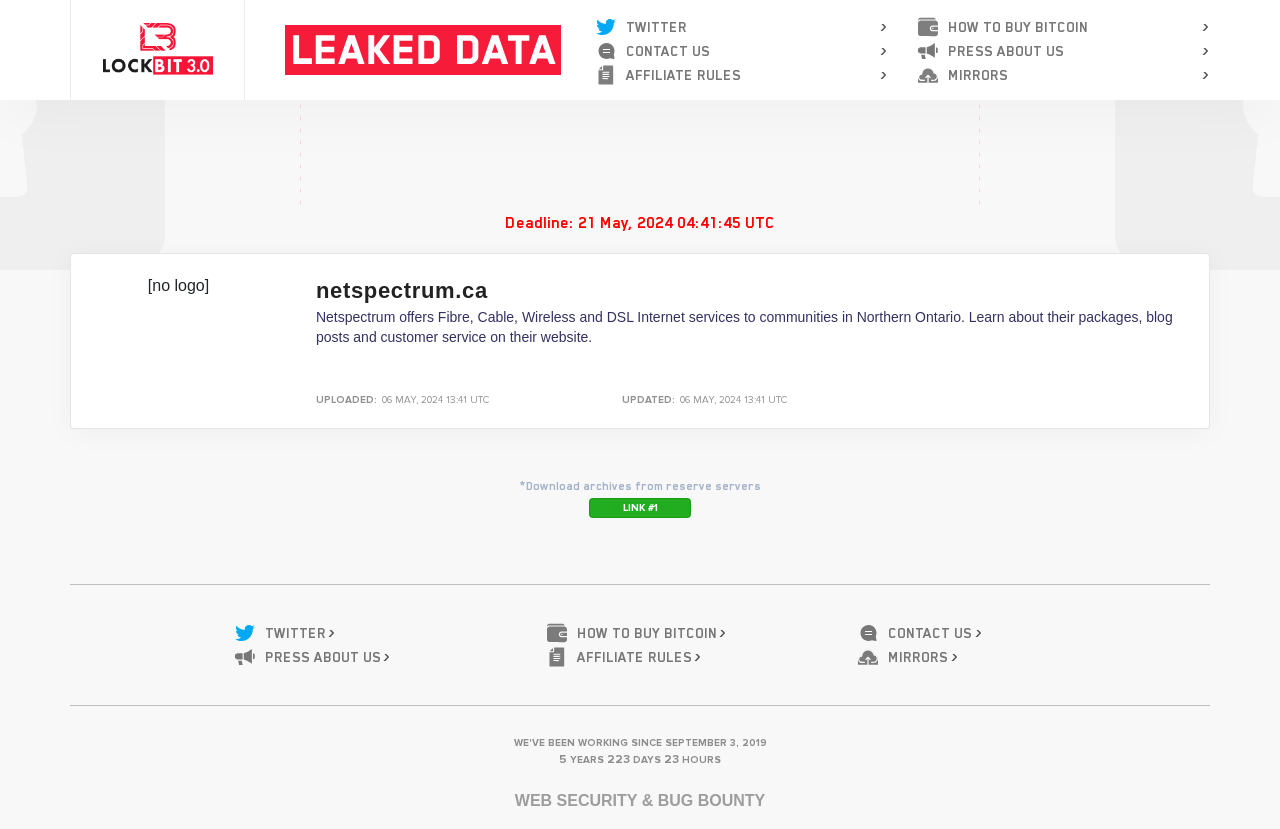 LOCKBIT 3.0
LEAKED DATA
TWITTER
CONTACT US
AFFILIATE RULES
HOW TO BUY BITCOIN
PRESS ABOUT US
MIRRORS
Deadline: 21 May, 2024 04:41:45 UTC
[no logo]
netspectrum.ca
Netspectrum offers Fibre, Cable, Wireless and DSL Internet services to communities in Northern Ontario. Learn about their packages, blog
posts and customer service on their website.
UPLOADED: 06 MAY, 2024 13:41 UTC
UPDATED: 06 MAY, 2024 13:41 UTC
*Download archives from reserve servers
LINK #1
TWITTER
HOW TO BUY BITCOIN
CONTACT US
PRESS ABOUT US
AFFILIATE RULES
MIRRORS
WE'VE BEEN WORKING SINCE SEPTEMBER 3, 2019
5 YEARS 223 DAYS 23 HOURS
WEB SECURITY & BUG BOUNTY